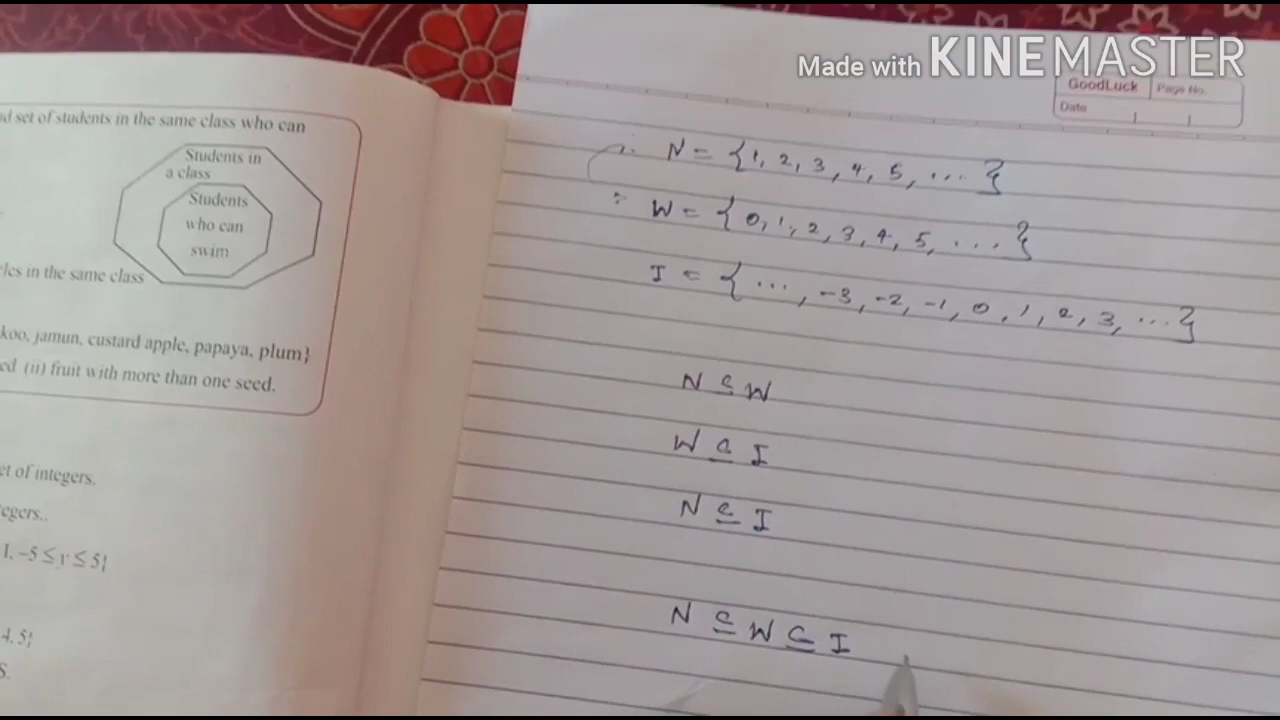 Made with KINEMASTER
GoodLuck Page No.
Date
set of students in the same class who can
Students in
a class
Students
who can
swim
in the same class
jamun, custard apple, papaya, plum}
(ii) fruit with more than one seed.
of integers.
I, -5 ≤ y ≤ 5}
4, 5}
N = {1, 2, 3, 4, 5, ... }
W = {0, 1, 2, 3, 4, 5, ... }
I = { ... , -3, -2, -1, 0, 1, 2, 3, ... }
N ⊆ W
W ⊆ I
N ⊆ I
N ⊆ W ⊆ I